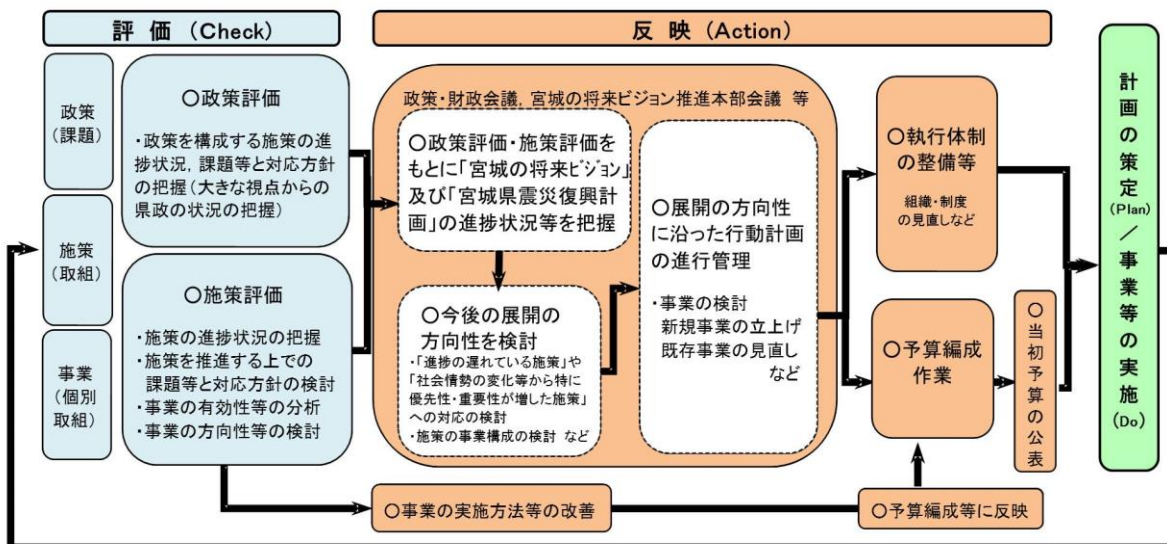 評 価 (Check)
反 映 (Action)
政策
(課題)
施策
(取組)
事業
(個別
取組)
○政策評価
・政策を構成する施策の進
捗状況,課題等と対応方針
の把握(大きな視点からの
県政の状況の把握)
○施策評価
・施策の進捗状況の把握
・施策を推進する上での
課題等と対応方針の検討
・事業の有効性等の分析
・事業の方向性等の検討
政策・財政会議,宮城の将来ビジョン推進本部会議 等
○政策評価・施策評価を
もとに「宮城の将来ビジョン」
及び「宮城県震災復興計
画」の進捗状況等を把握
○今後の展開の
方向性を検討
・「進捗の遅れている施策」や
「社会情勢の変化等から特に
優先性・重要性が増した施策」
への対応の検討
・施策の事業構成の検討 など
○展開の方向性
に沿った行動計画
の進行管理
・事業の検討
新規事業の立上げ
既存事業の見直し
など
○執行体制
の整備等
組織・制度
の見直しなど
○予算編成
作業
○当初予算の公表
計画の策定(Plan)/事業等の実施(Do)
○事業の実施方法等の改善
○予算編成等に反映